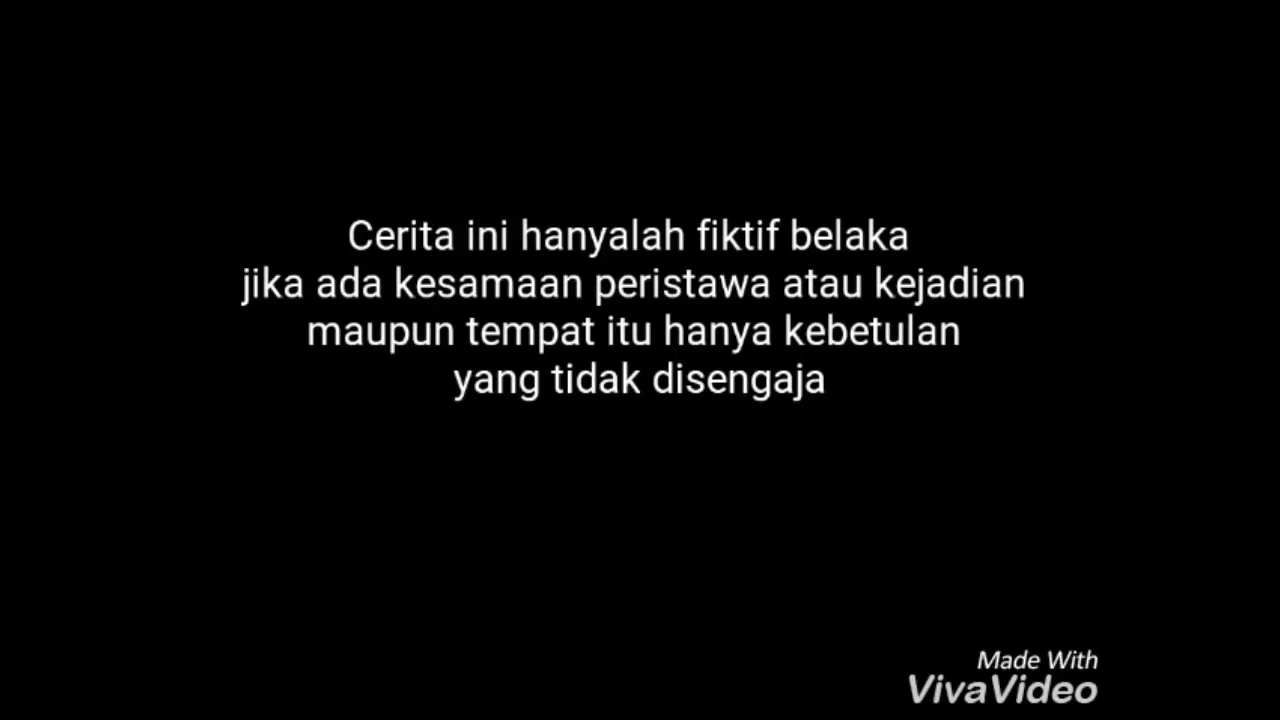 Cerita ini hanyalah fiktif belaka
jika ada kesamaan peristawa atau kejadian
maupun tempat itu hanya kebetulan
yang tidak disengaja
Made With
VivaVideo